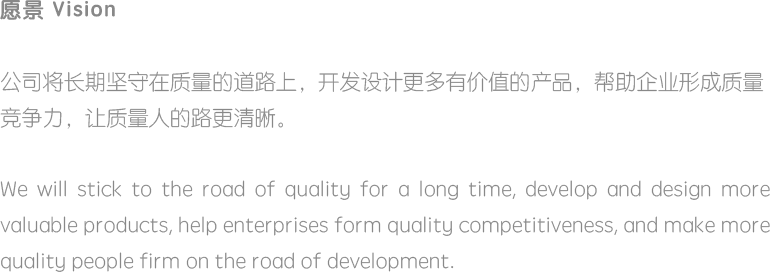 愿景 Vision
公司将长期坚守在质量的道路上，开发设计更多有价值的产品，帮助企业形成质量
竞争力，让质量人的路更清晰。
We will stick to the road of quality for a long time, develop and design more
valuable products, help enterprises form quality competitiveness, and make more
quality people firm on the road of development.